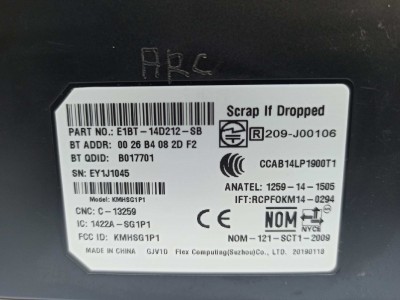 ARC
PART NO.: E1BT-14D212-SB
BT ADDR: 00 26 B4 08 2D F2
BT QDID: B017701
SN: EY1J1045
Model: KMHSG1P1
CNC: C-13259
IC: 1422A-SG1P1
FCC ID: KMHSG1P1
Scrap If Dropped
R 209-J00106
CCC
CCAB14LP1900T1
ANATEL: 1259-14-1505
IFT:RCPFOKM14-0294
CE
NOM
NYCE
NOM-121-SCT1-2009
MADE IN CHINA GJV1D Flex Computing(Suzhou)Co., Ltd. 20190118